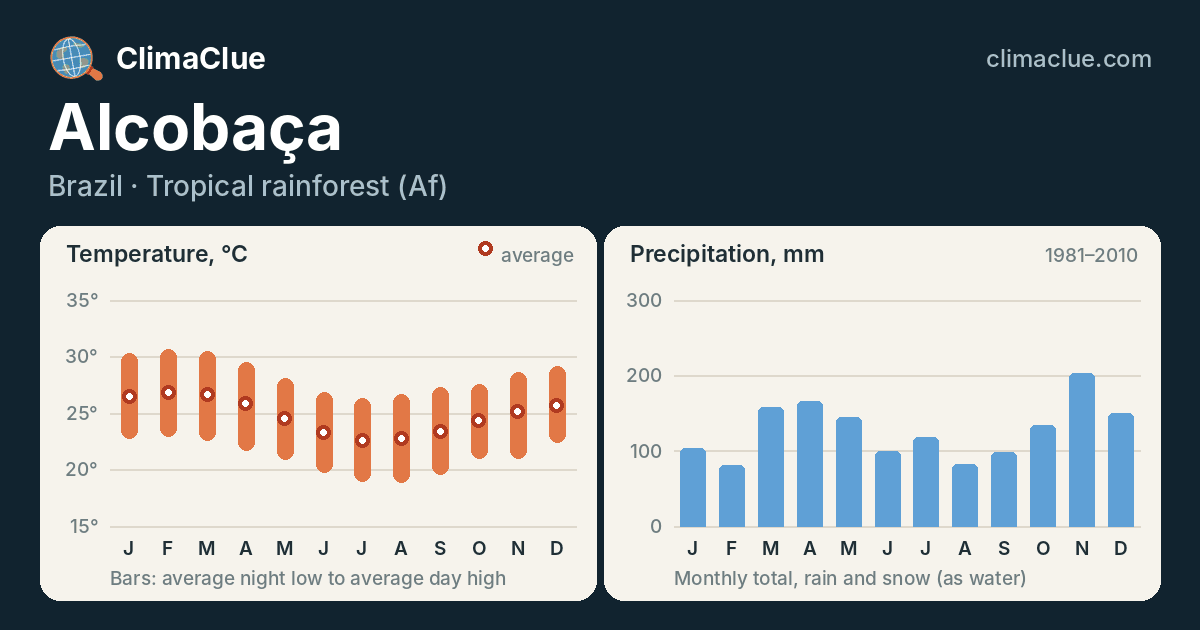 ClimaClue
climaclue.com
Alcobaça
Brazil · Tropical rainforest (Af)
Temperature, °C
average
35°
30°
25°
20°
15°
J F M A M J J A S O N D
Bars: average night low to average day high
Precipitation, mm
1981–2010
300
200
100
0
J F M A M J J A S O N D
Monthly total, rain and snow (as water)